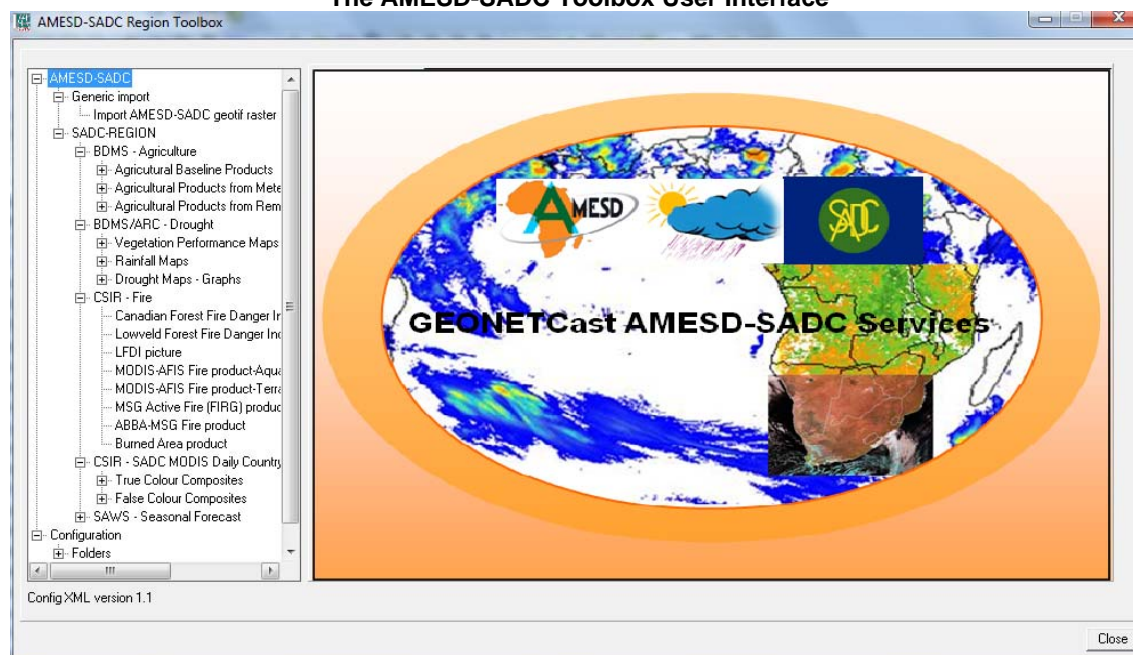 The AMESD-SADC Toolbox User Interface
AMESD-SADC Region Toolbox
AMESD-SADC
Generic import
Import AMESD-SADC geotif raster
SADC-REGION
BDMS - Agriculture
Agricutural Baseline Products
Agricultural Products from Mete
Agricultural Products from Rem
BDMS/ARC - Drought
Vegetation Performance Maps
Rainfall Maps
Drought Maps - Graphs
CSIR - Fire
Canadian Forest Fire Danger Ir
Lowveld Forest Fire Danger Inc
LFDI picture
MODIS-AFIS Fire product-Aqua
MODIS-AFIS Fire product-Terra
MSG Active Fire (FIRG) produc
ABBA-MSG Fire product
Burned Area product
CSIR - SADC MODIS Daily Country
True Colour Composites
False Colour Composites
SAWS - Seasonal Forecast
Configuration
Folders
AMESD
SADC
GEONETCast AMESD-SADC Services
Config XML version 1.1
Close